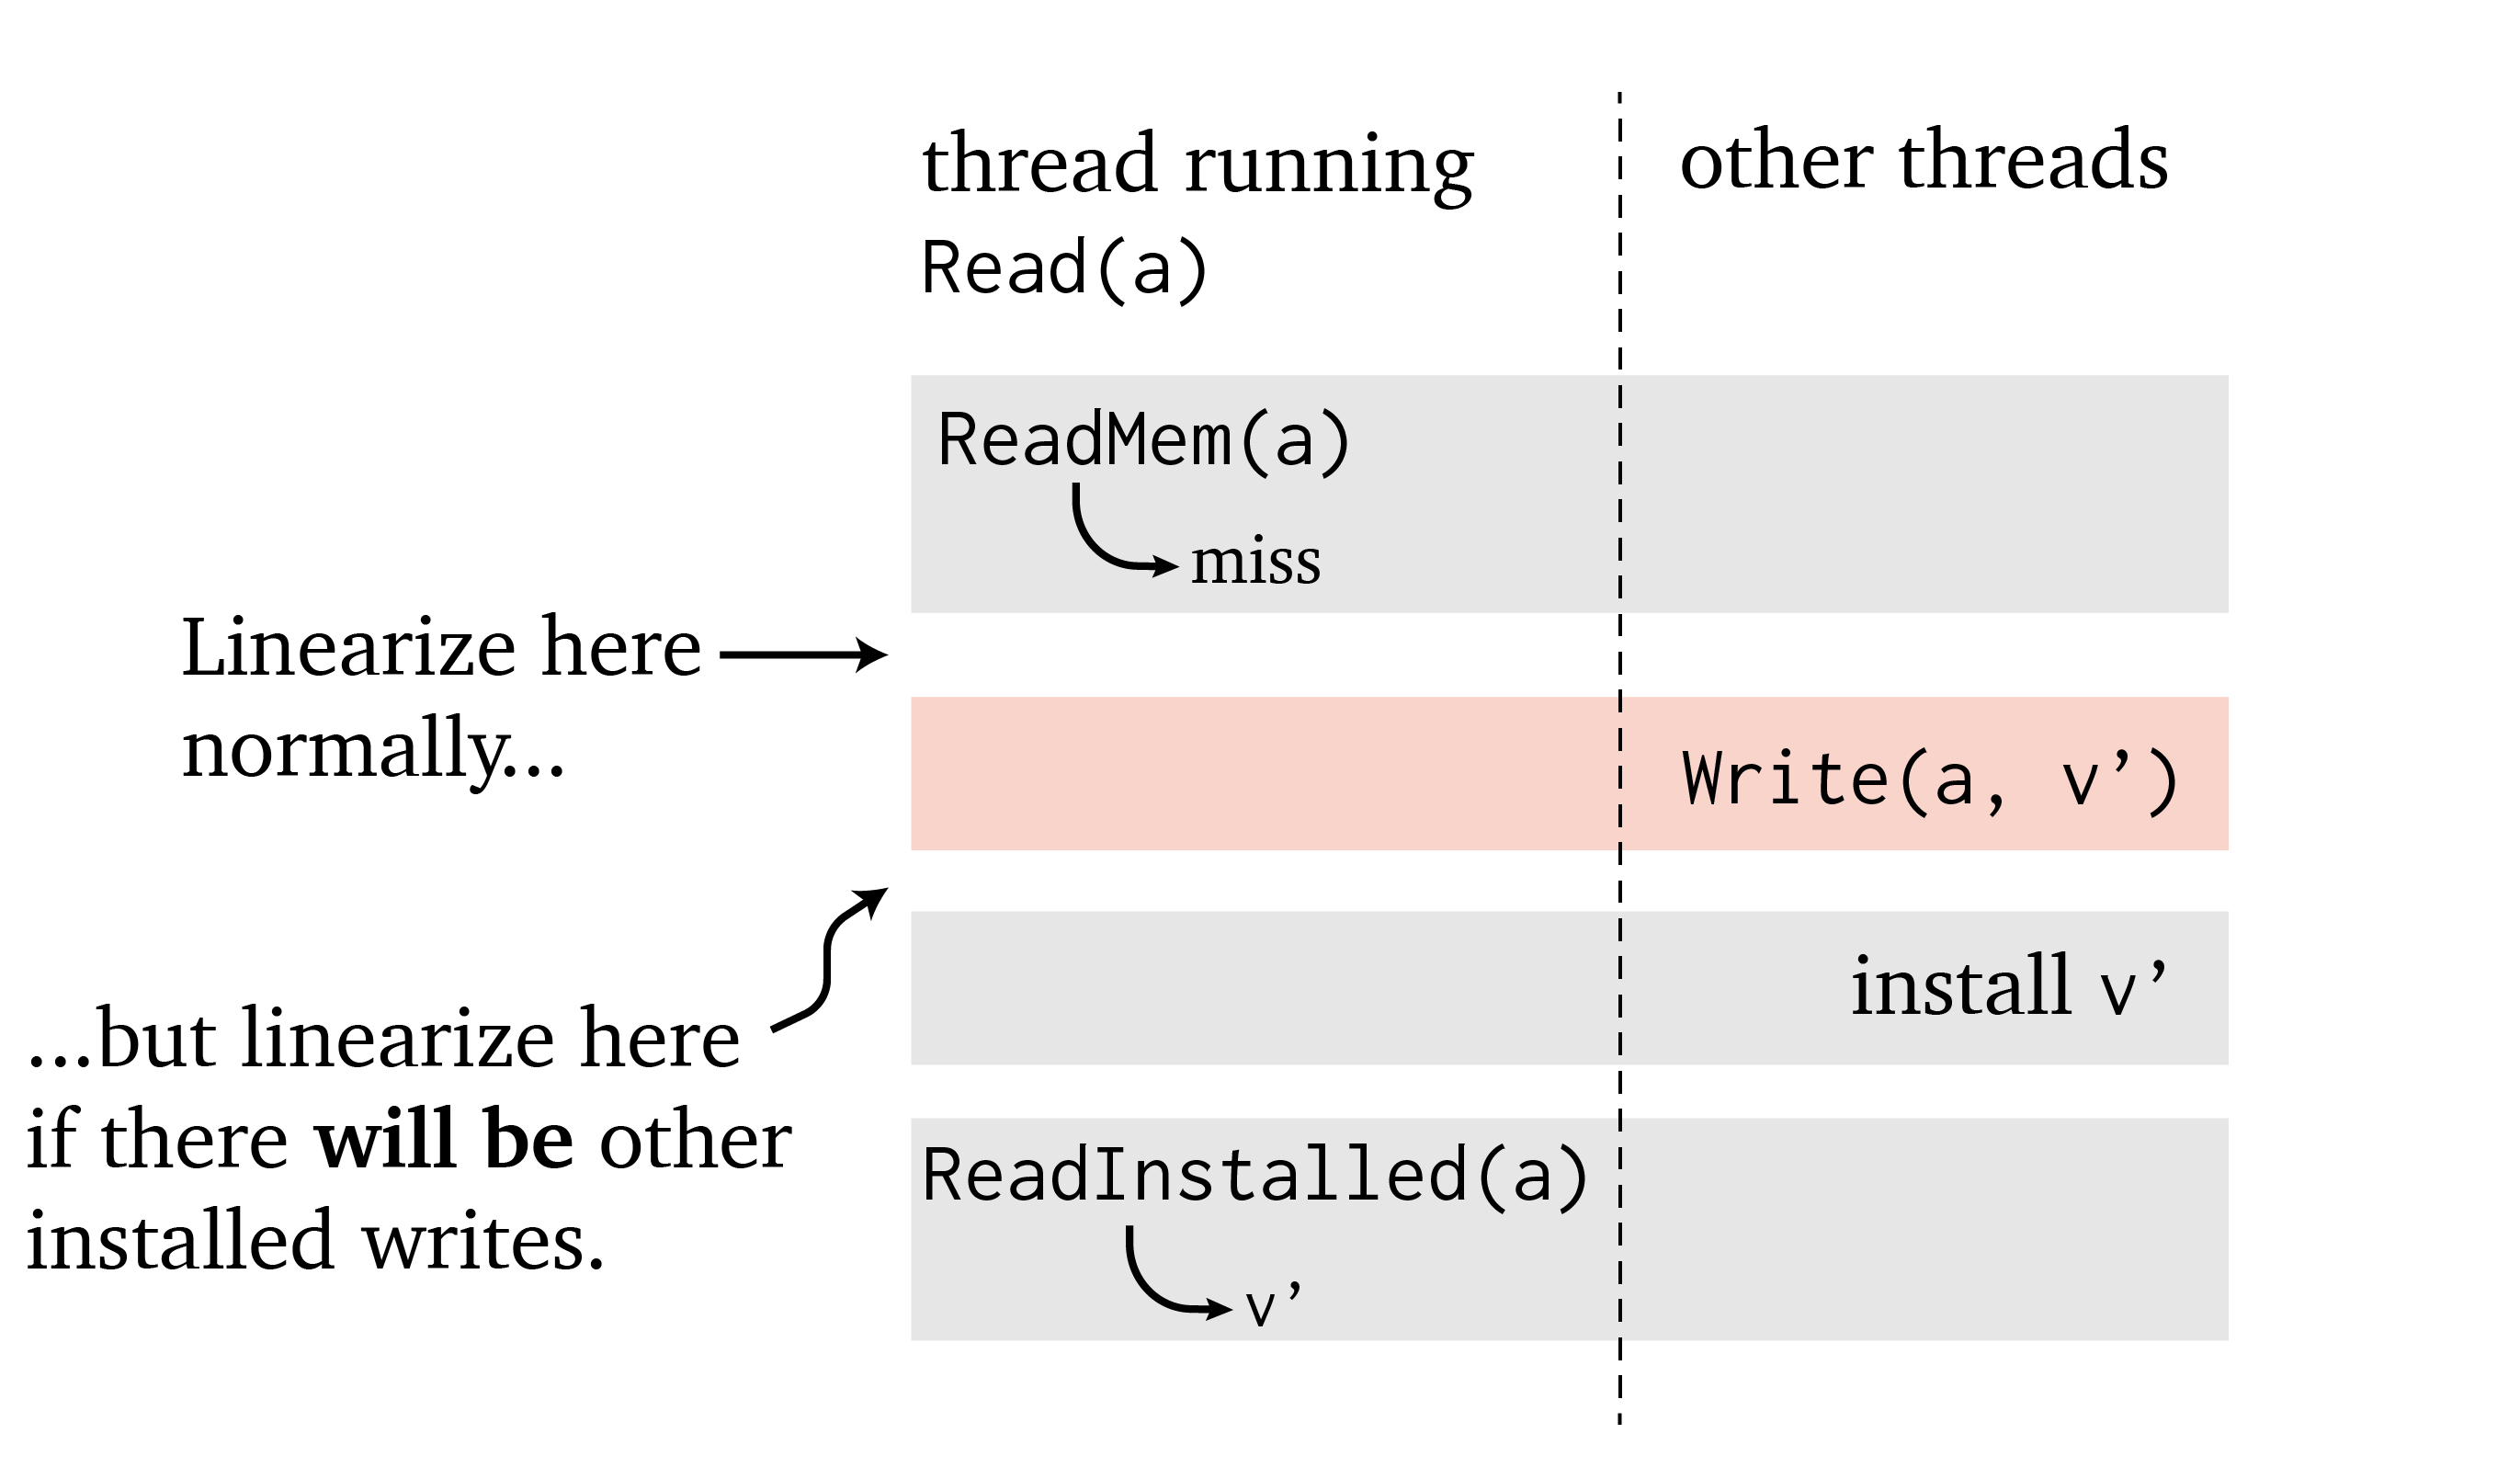 thread running
Read(a)
other threads
ReadMem(a)
miss
Linearize here
normally...
Write(a, v’)
install v’
...but linearize here
if there will be other
installed writes.
ReadInstalled(a)
v’